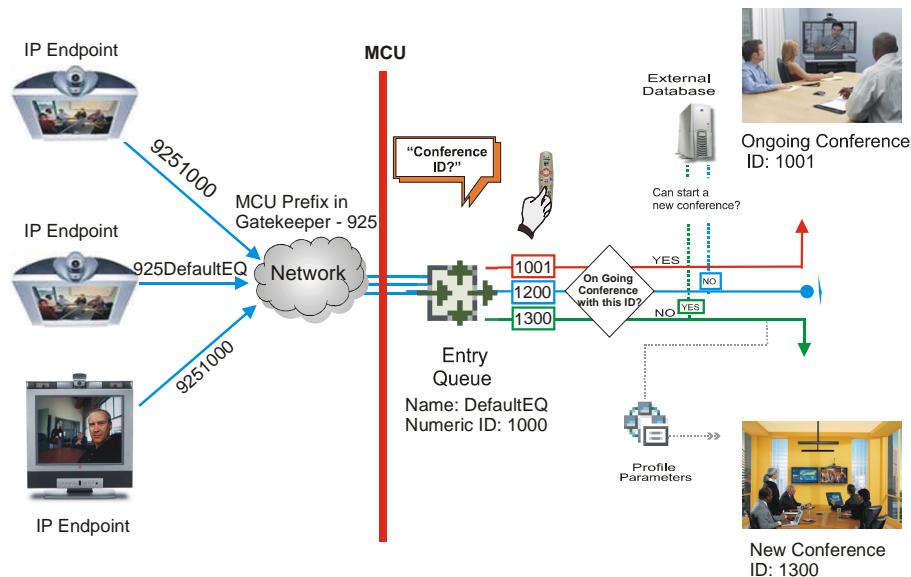 IP Endpoint
9251000
IP Endpoint
925DefaultEQ
9251000
IP Endpoint
MCU Prefix in
Gatekeeper - 925
Network
MCU
“Conference
ID?”
Entry
Queue
Name: DefaultEQ
Numeric ID: 1000
1001
1200
1300
On Going
Conference
with this ID?
YES
NO
External
Database
Can start a
new conference?
NO
YES
Profile
Parameters
Ongoing Conference
ID: 1001
New Conference
ID: 1300